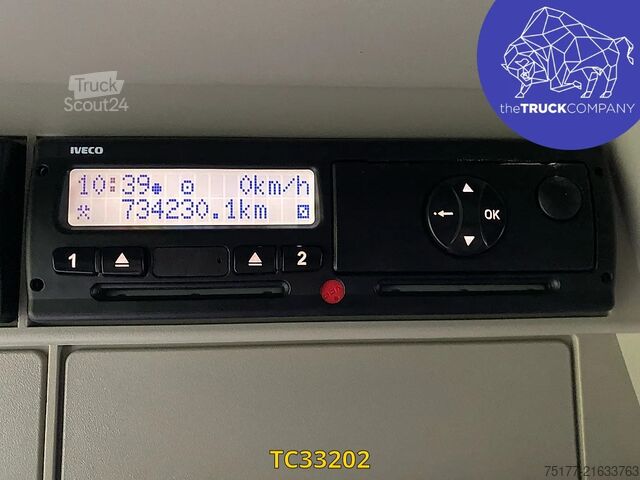 theTRUCKCOMPANY
Truck
Scout24
IVECO
10:39 0km/h
734230.1km
1 2
OK
TC33202
75177-21633763